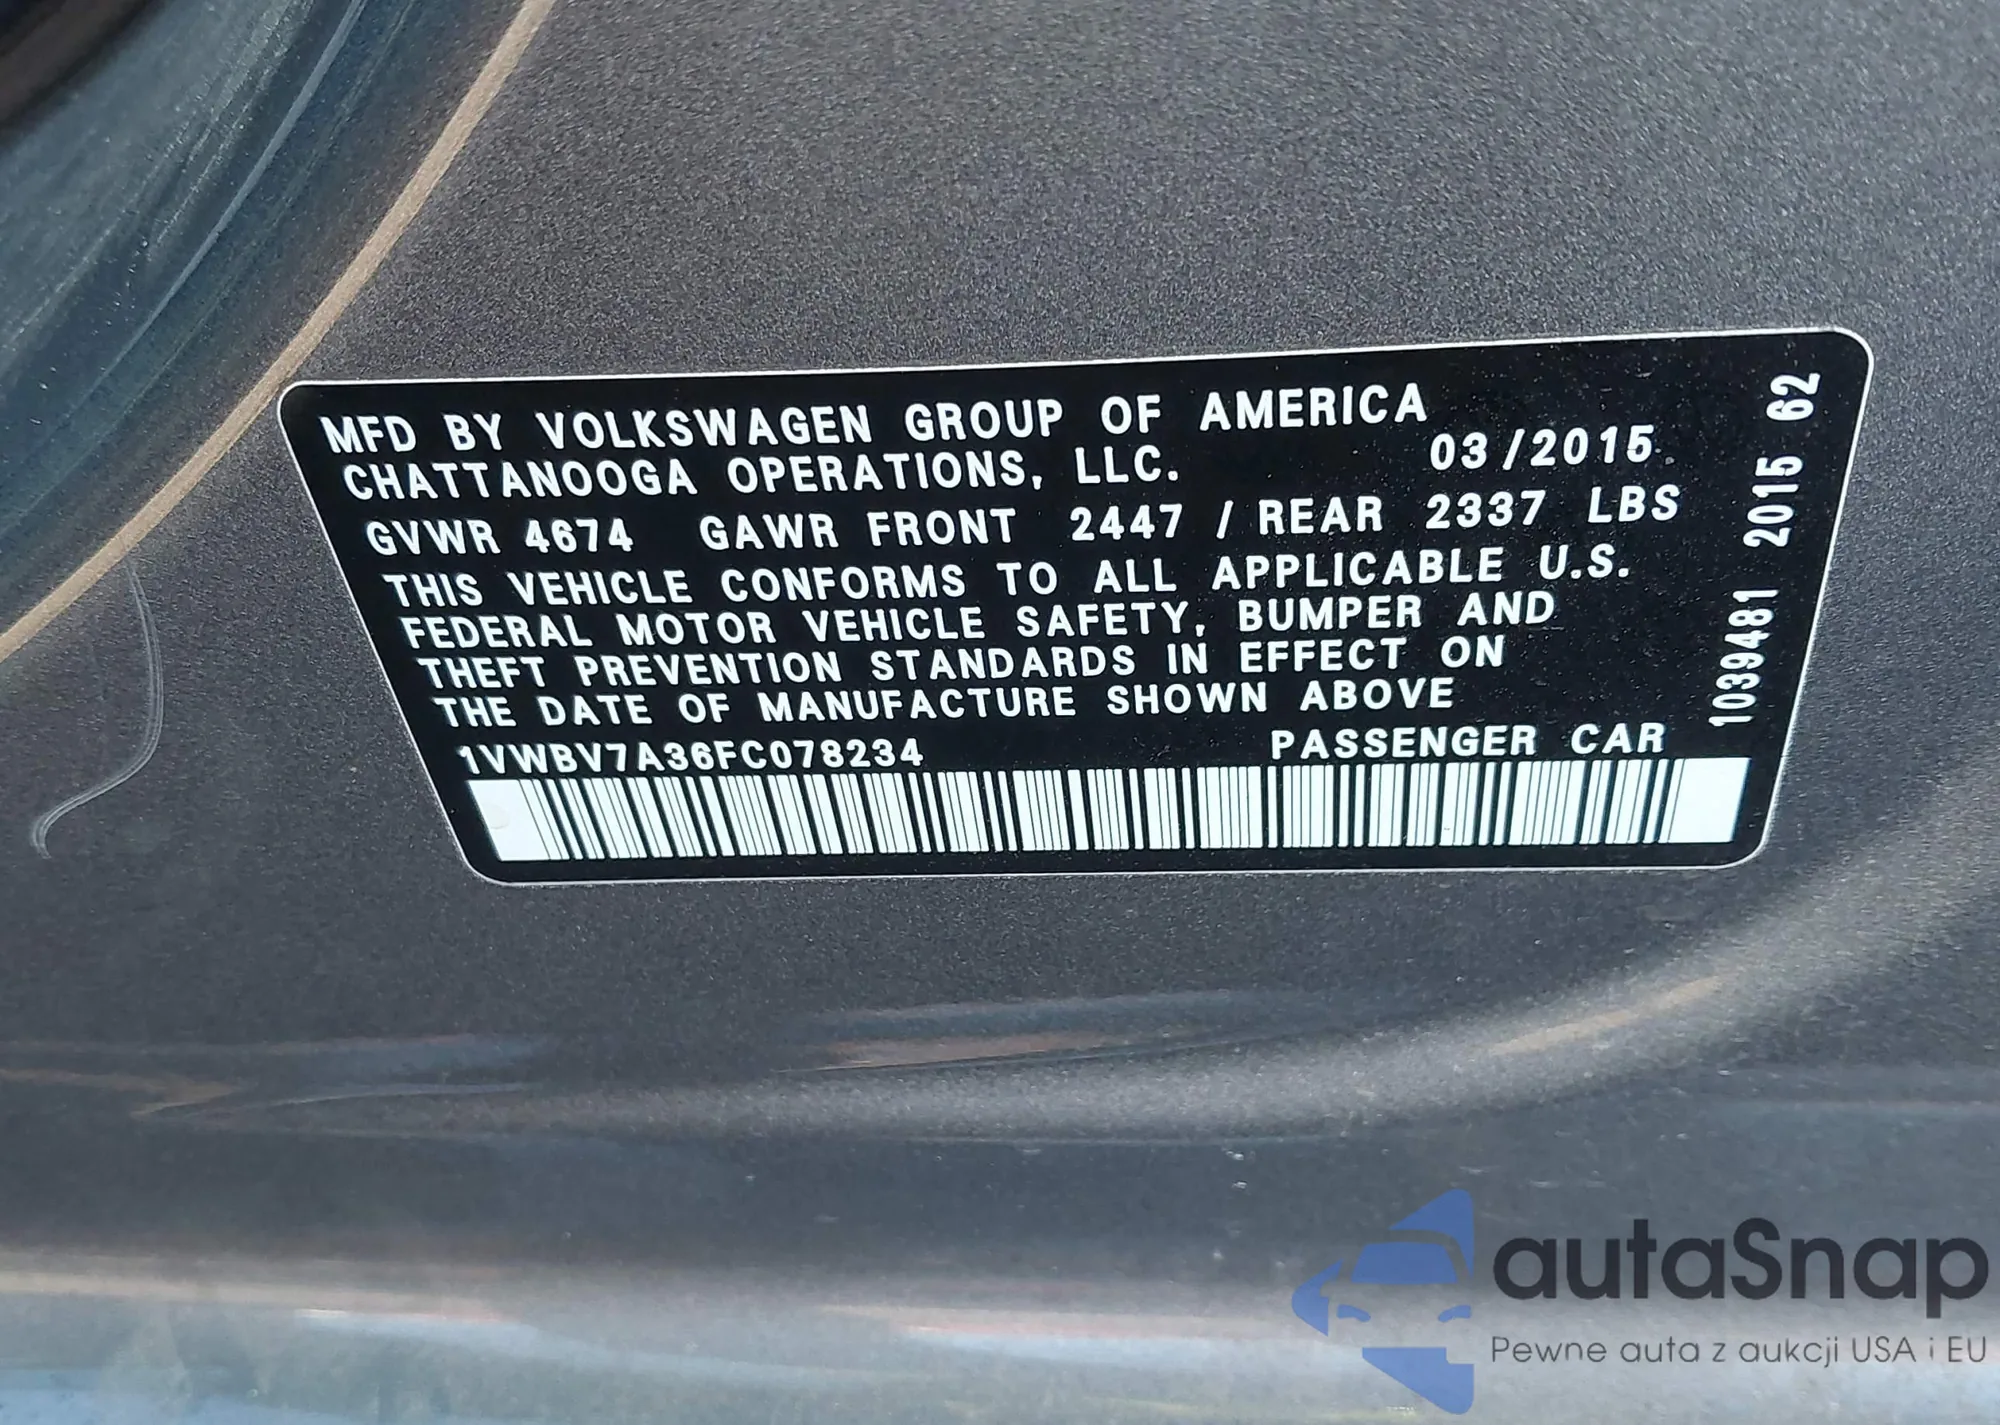 MFD BY VOLKSWAGEN GROUP OF AMERICA
CHATTANOOGA OPERATIONS, LLC. 03/2015
GVWR 4674 GAWR FRONT 2447 / REAR 2337 LBS
THIS VEHICLE CONFORMS TO ALL APPLICABLE U.S.
FEDERAL MOTOR VEHICLE SAFETY, BUMPER AND
THEFT PREVENTION STANDARDS IN EFFECT ON
THE DATE OF MANUFACTURE SHOWN ABOVE
1VWBV7A36FC078234 PASSENGER CAR
1039481 2015 62
autaSnap
Pewne auta z aukcji USA i EU